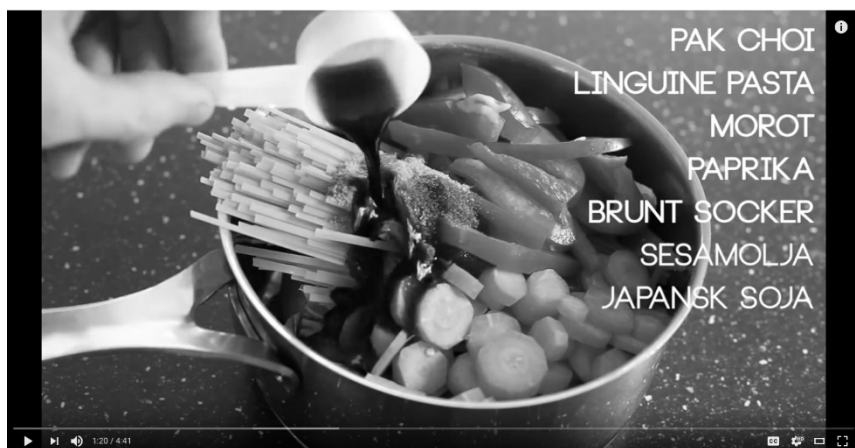 PAK CHOI
LINGUINE PASTA
MOROT
PAPRIKA
BRUNT SOCKER
SESAMOLJA
JAPANSK SOJA
1:20 / 4:41